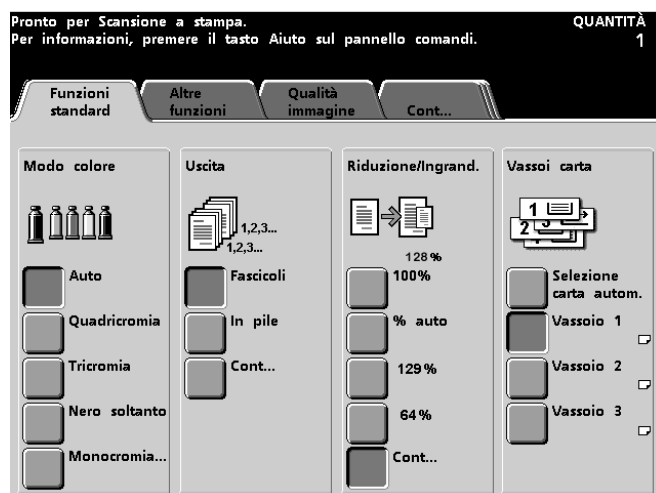 Pronto per Scansione a stampa.
Per informazioni, premere il tasto Aiuto sul pannello comandi.
QUANTITÀ
1
Funzioni
standard
Altre
funzioni
Qualità
immagine
Cont...
Modo colore
Auto
Quadricromia
Tricromia
Nero soltanto
Monocromia...
Uscita
1,2,3...
1,2,3...
Fascicoli
In pile
Cont...
Riduzione/Ingrand.
128%
100%
% auto
129%
64%
Cont...
Vassoi carta
1
2
3
Selezione
carta autom.
Vassoio 1
Vassoio 2
Vassoio 3